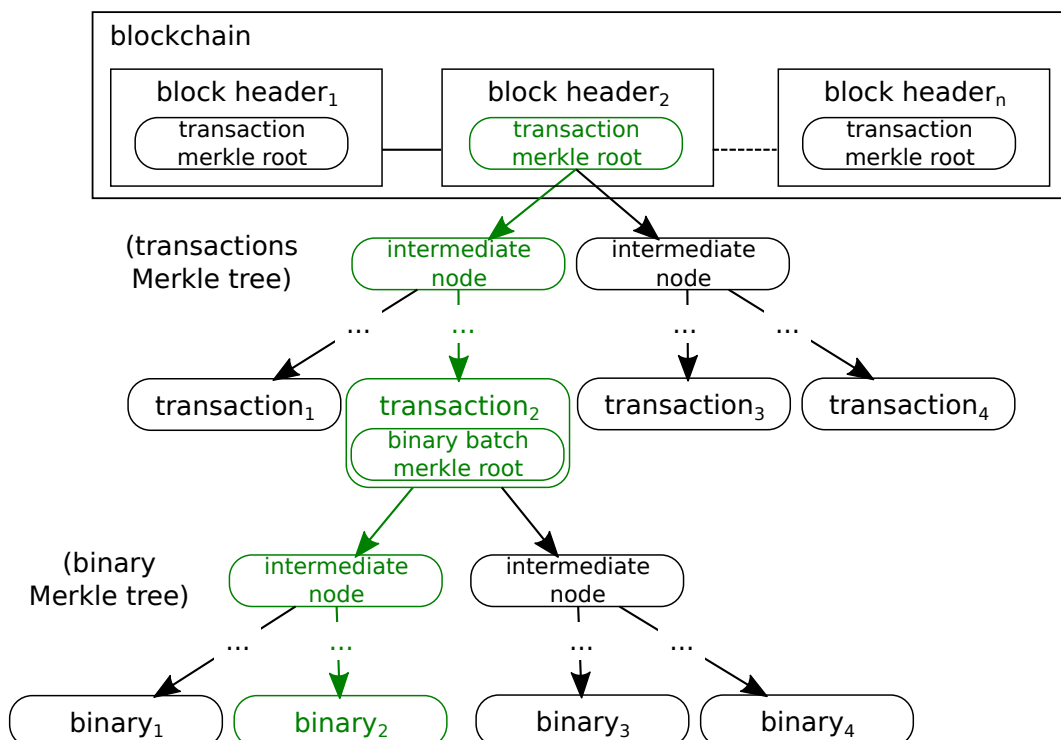 blockchain
block header₁
transaction
merkle root
block header₂
transaction
merkle root
block headerₙ
transaction
merkle root
(transactions
Merkle tree)
intermediate
node
intermediate
node
...
...
...
...
transaction₁
transaction₂
binary batch
merkle root
transaction₃
transaction₄
(binary
Merkle tree)
intermediate
node
intermediate
node
...
...
...
...
binary₁
binary₂
binary₃
binary₄